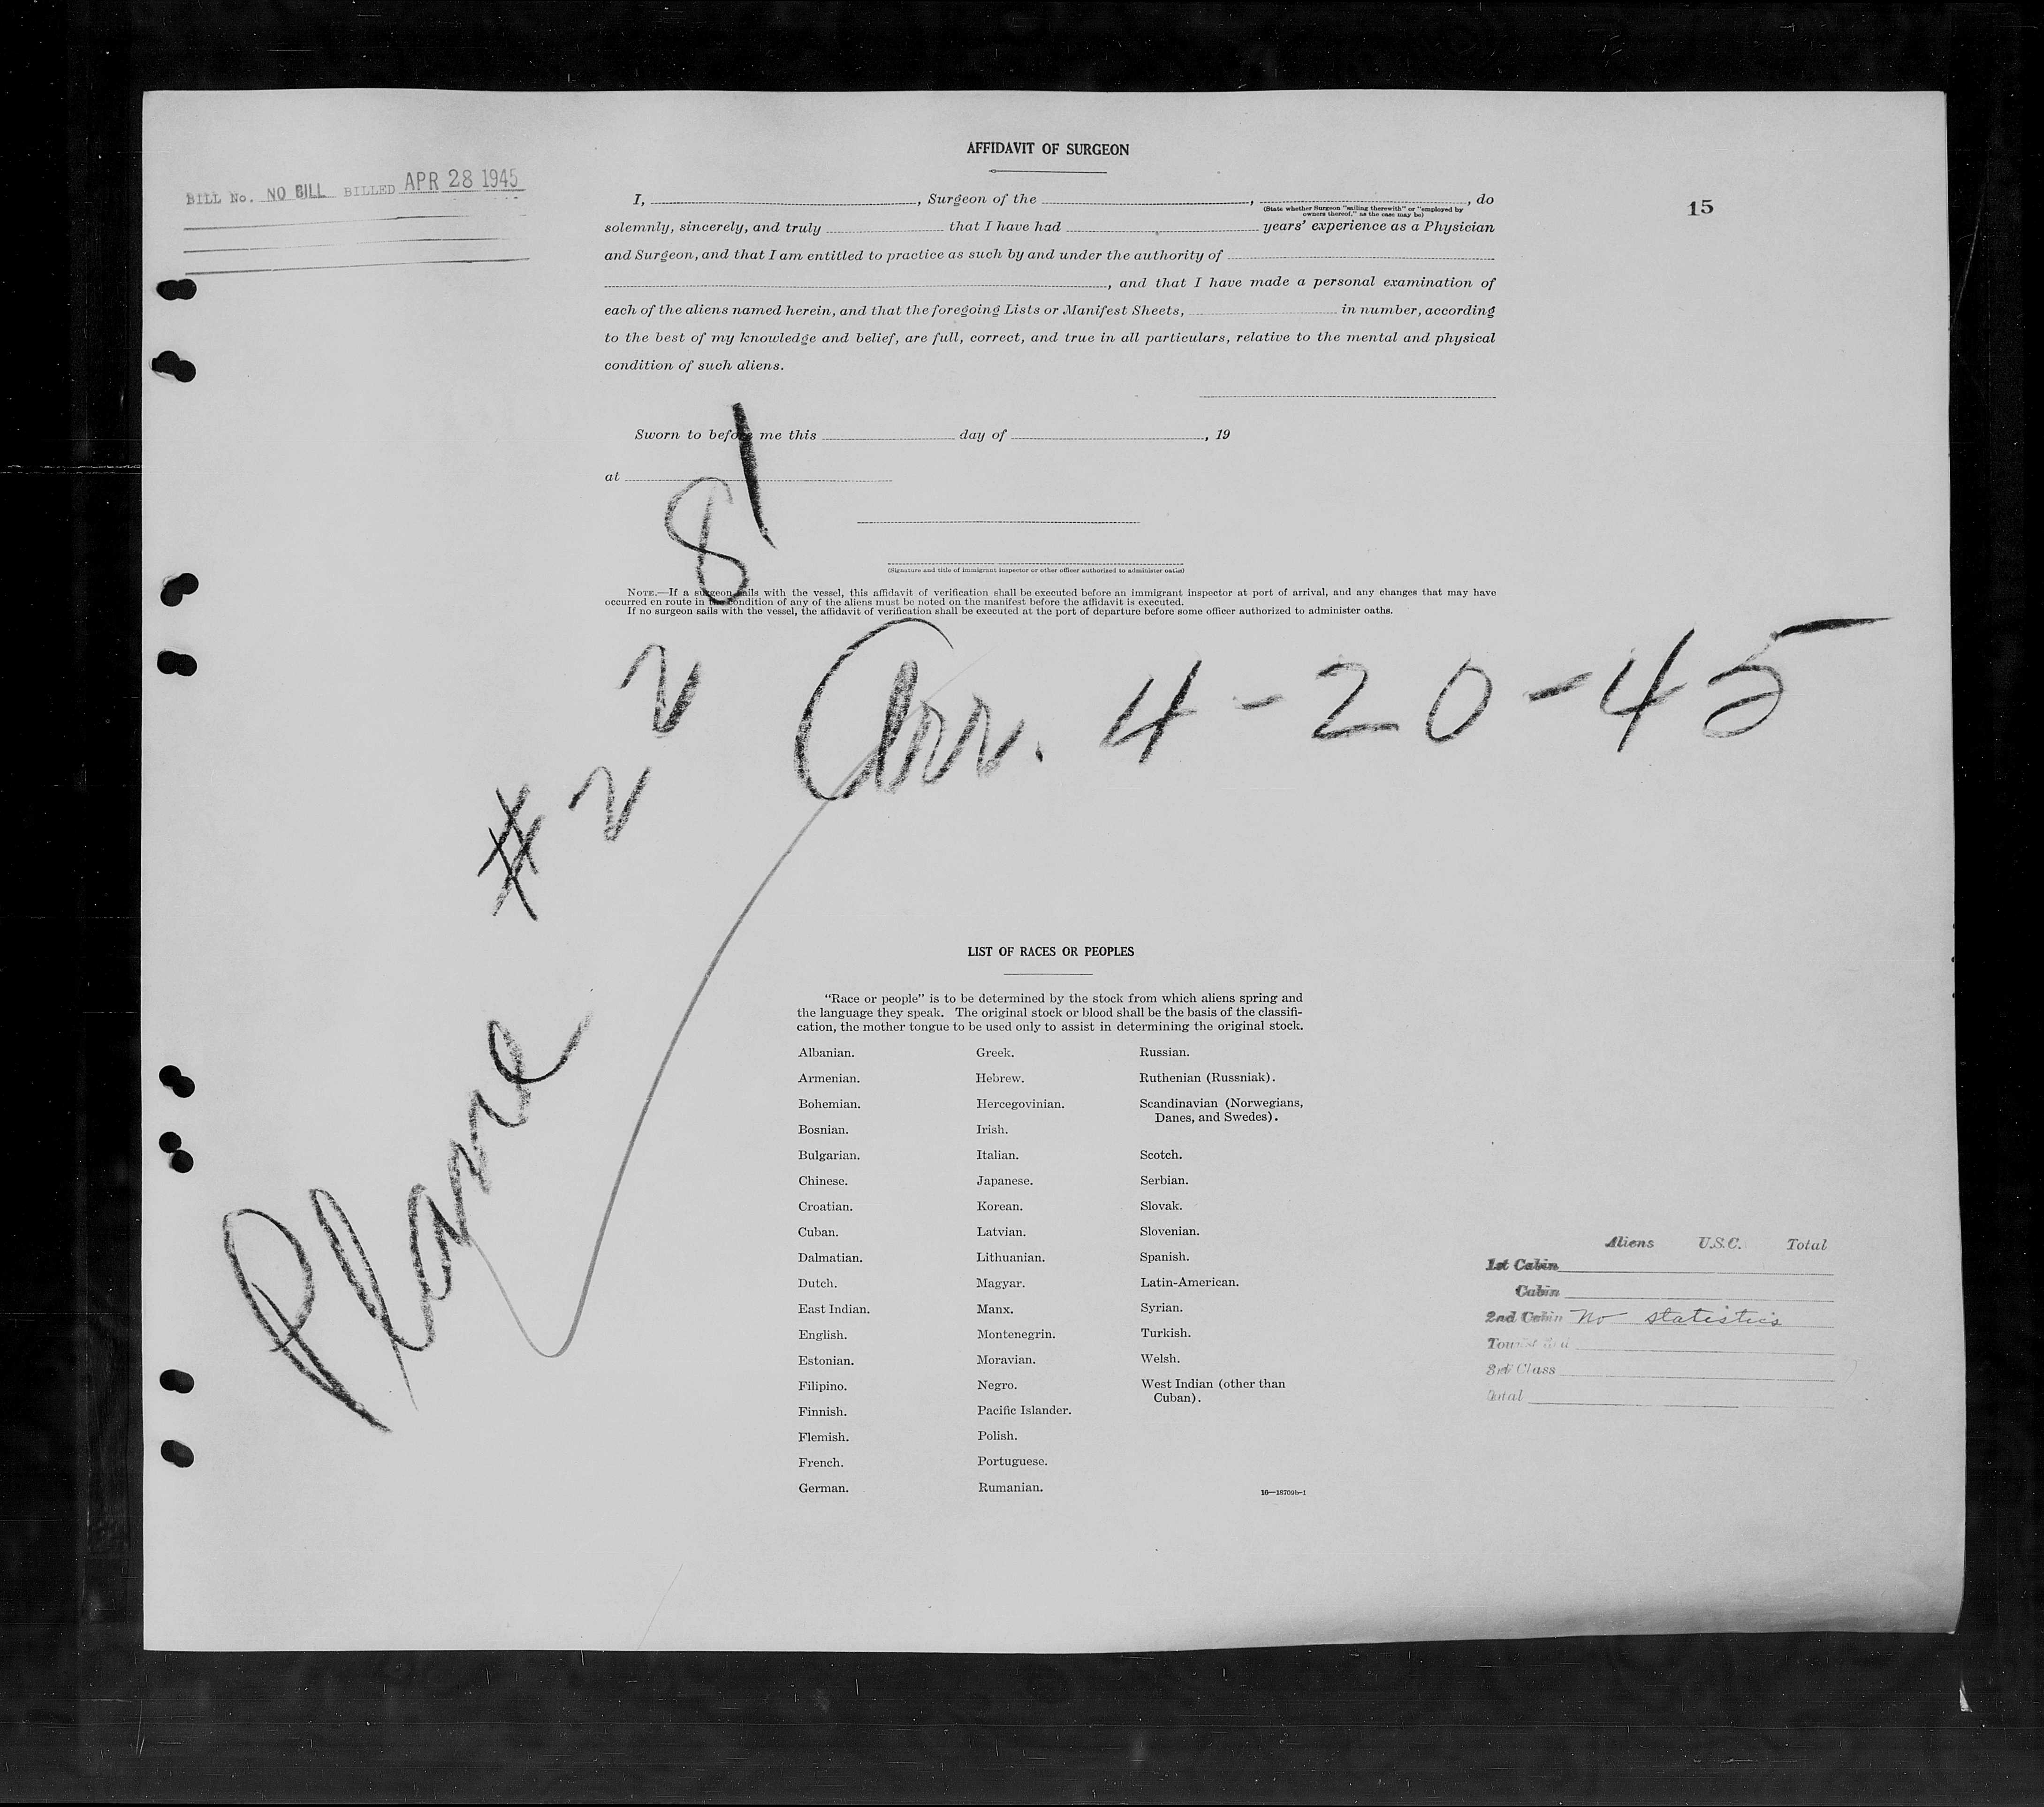 AFFIDAVIT OF SURGEON
BILL No. NO BILL BILLED APR 28 1945
15
I, , Surgeon of the , , do
(State whether Surgeon "sailing therewith" or "employed by
owners thereof," as the case may be)
solemnly, sincerely, and truly that I have had years' experience as a Physician
and Surgeon, and that I am entitled to practice as such by and under the authority of
, and that I have made a personal examination of
each of the aliens named herein, and that the foregoing Lists or Manifest Sheets, in number, according
to the best of my knowledge and belief, are full, correct, and true in all particulars, relative to the mental and physical
condition of such aliens.
Sworn to before me this day of , 19
at
(Signature and title of immigrant inspector or other officer authorized to administer oaths)
NOTE.—If a surgeon sails with the vessel, this affidavit of verification shall be executed before an immigrant inspector at port of arrival, and any changes that may have
occurred en route in the condition of any of the aliens must be noted on the manifest before the affidavit is executed.
If no surgeon sails with the vessel, the affidavit of verification shall be executed at the port of departure before some officer authorized to administer oaths.
Plane #2281
Arr. 4-20-45
LIST OF RACES OR PEOPLES
"Race or people" is to be determined by the stock from which aliens spring and
the language they speak. The original stock or blood shall be the basis of the classifi-
cation, the mother tongue to be used only to assist in determining the original stock.
Albanian.
Armenian.
Bohemian.
Bosnian.
Bulgarian.
Chinese.
Croatian.
Cuban.
Dalmatian.
Dutch.
East Indian.
English.
Estonian.
Filipino.
Finnish.
Flemish.
French.
German.
Greek.
Hebrew.
Hercegovinian.
Irish.
Italian.
Japanese.
Korean.
Latvian.
Lithuanian.
Magyar.
Manx.
Montenegrin.
Moravian.
Negro.
Pacific Islander.
Polish.
Portuguese.
Rumanian.
Russian.
Ruthenian (Russniak).
Scandinavian (Norwegians,
Danes, and Swedes).
Scotch.
Serbian.
Slovak.
Slovenian.
Spanish.
Latin-American.
Syrian.
Turkish.
Welsh.
West Indian (other than
Cuban).
16—18709b-1
Aliens U.S.C. Total
1st Cabin
Cabin
2nd Cabin No statistics
Tourist 3rd
3rd Class
Total